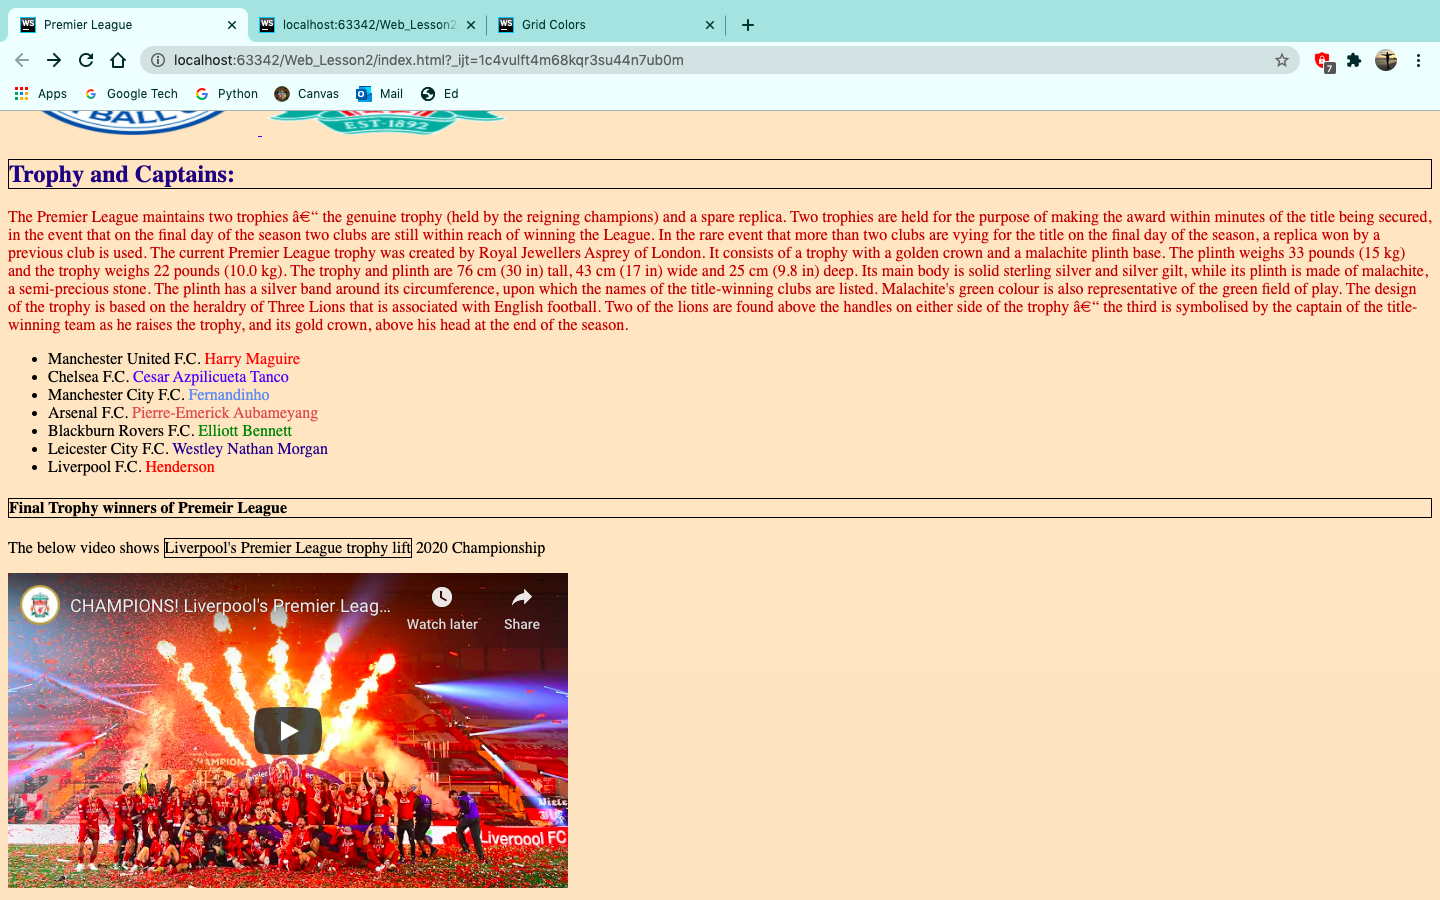 Premier League
localhost:63342/Web_Lesson2
Grid Colors
localhost:63342/Web_Lesson2/index.html?_ijt=1c4vulft4m68kqr3su44n7ub0m
7
Apps
Google Tech
Python
Canvas
Mail
Ed
BALL
EST·1892
Trophy and Captains:
The Premier League maintains two trophies â€“ the genuine trophy (held by the reigning champions) and a spare replica. Two trophies are held for the purpose of making the award within minutes of the title being secured,
in the event that on the final day of the season two clubs are still within reach of winning the League. In the rare event that more than two clubs are vying for the title on the final day of the season, a replica won by a
previous club is used. The current Premier League trophy was created by Royal Jewellers Asprey of London. It consists of a trophy with a golden crown and a malachite plinth base. The plinth weighs 33 pounds (15 kg)
and the trophy weighs 22 pounds (10.0 kg). The trophy and plinth are 76 cm (30 in) tall, 43 cm (17 in) wide and 25 cm (9.8 in) deep. Its main body is solid sterling silver and silver gilt, while its plinth is made of malachite,
a semi-precious stone. The plinth has a silver band around its circumference, upon which the names of the title-winning clubs are listed. Malachite's green colour is also representative of the green field of play. The design
of the trophy is based on the heraldry of Three Lions that is associated with English football. Two of the lions are found above the handles on either side of the trophy â€“ the third is symbolised by the captain of the title-
winning team as he raises the trophy, and its gold crown, above his head at the end of the season.
• Manchester United F.C. Harry Maguire
• Chelsea F.C. Cesar Azpilicueta Tanco
• Manchester City F.C. Fernandinho
• Arsenal F.C. Pierre-Emerick Aubameyang
• Blackburn Rovers F.C. Elliott Bennett
• Leicester City F.C. Westley Nathan Morgan
• Liverpool F.C. Henderson
Final Trophy winners of Premeir League
The below video shows Liverpool's Premier League trophy lift 2020 Championship
CHAMPIONS! Liverpool's Premier Leag...
Watch later
Share
Liverpool FC